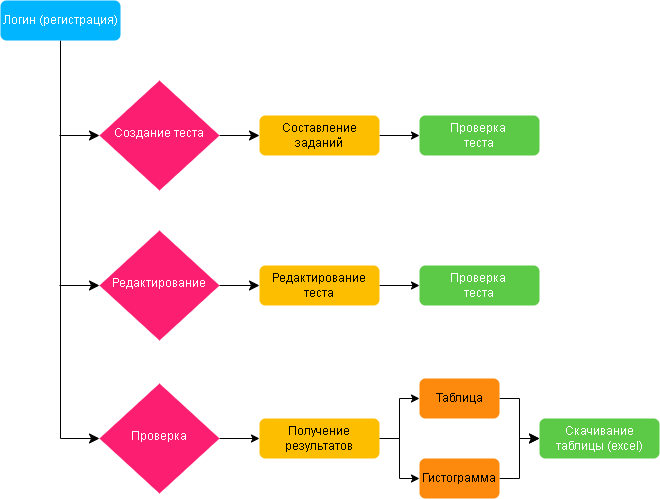 Логин (регистрация)
Создание теста
Составление
заданий
Проверка
теста
Редактирование
Редактирование
теста
Проверка
теста
Проверка
Получение
результатов
Таблица
Гистограмма
Скачивание
таблицы (excel)